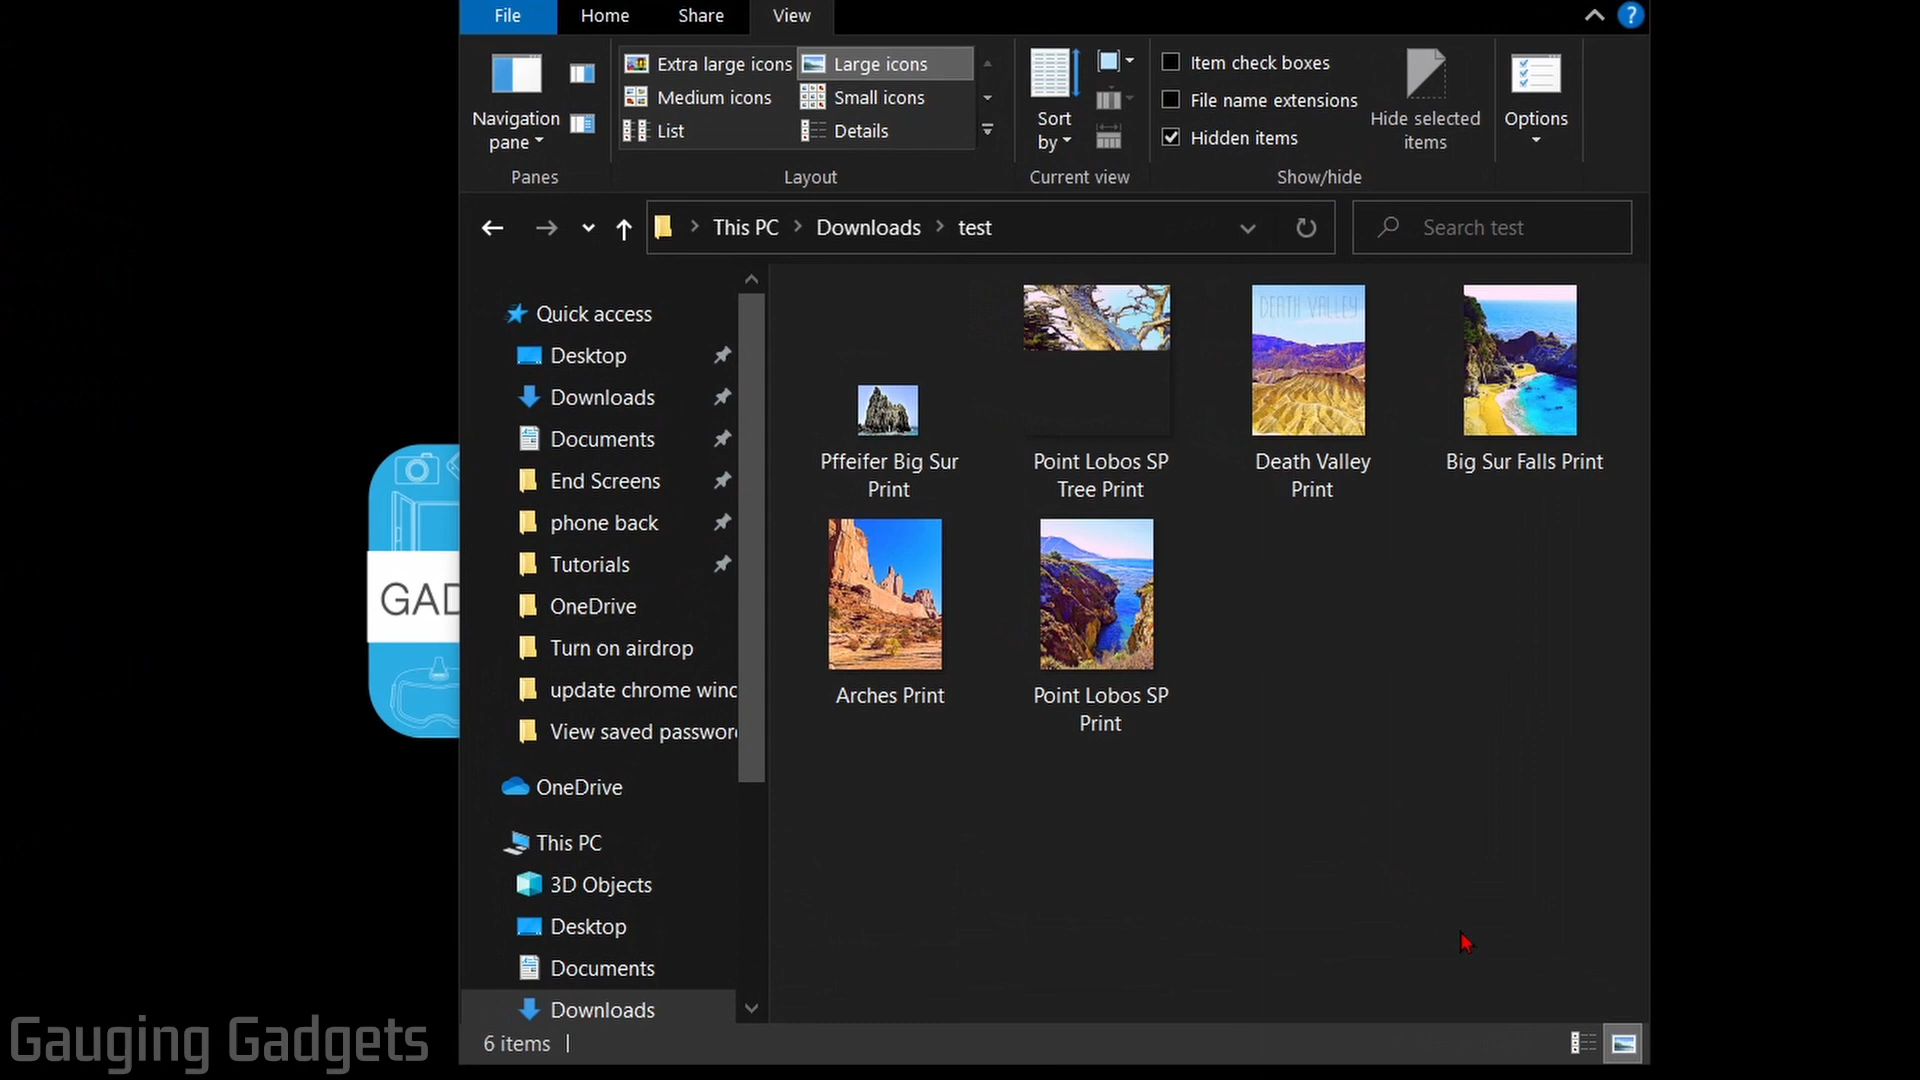 File Home Share View
Extra large icons Large icons
Medium icons Small icons
List Details
Navigation
pane
Sort
by
Item check boxes
File name extensions
Hidden items
Hide selected
items
Options
Panes Layout Current view Show/hide
This PC Downloads test
Search test
Quick access
Desktop
Downloads
Documents
End Screens
phone back
Tutorials
OneDrive
Turn on airdrop
update chrome winc
View saved password
OneDrive
This PC
3D Objects
Desktop
Documents
Downloads
DEATH VALLEY
Pffeifer Big Sur
Print
Point Lobos SP
Tree Print
Death Valley
Print
Big Sur Falls Print
Arches Print
Point Lobos SP
Print
GAD
6 items
Gauging Gadgets